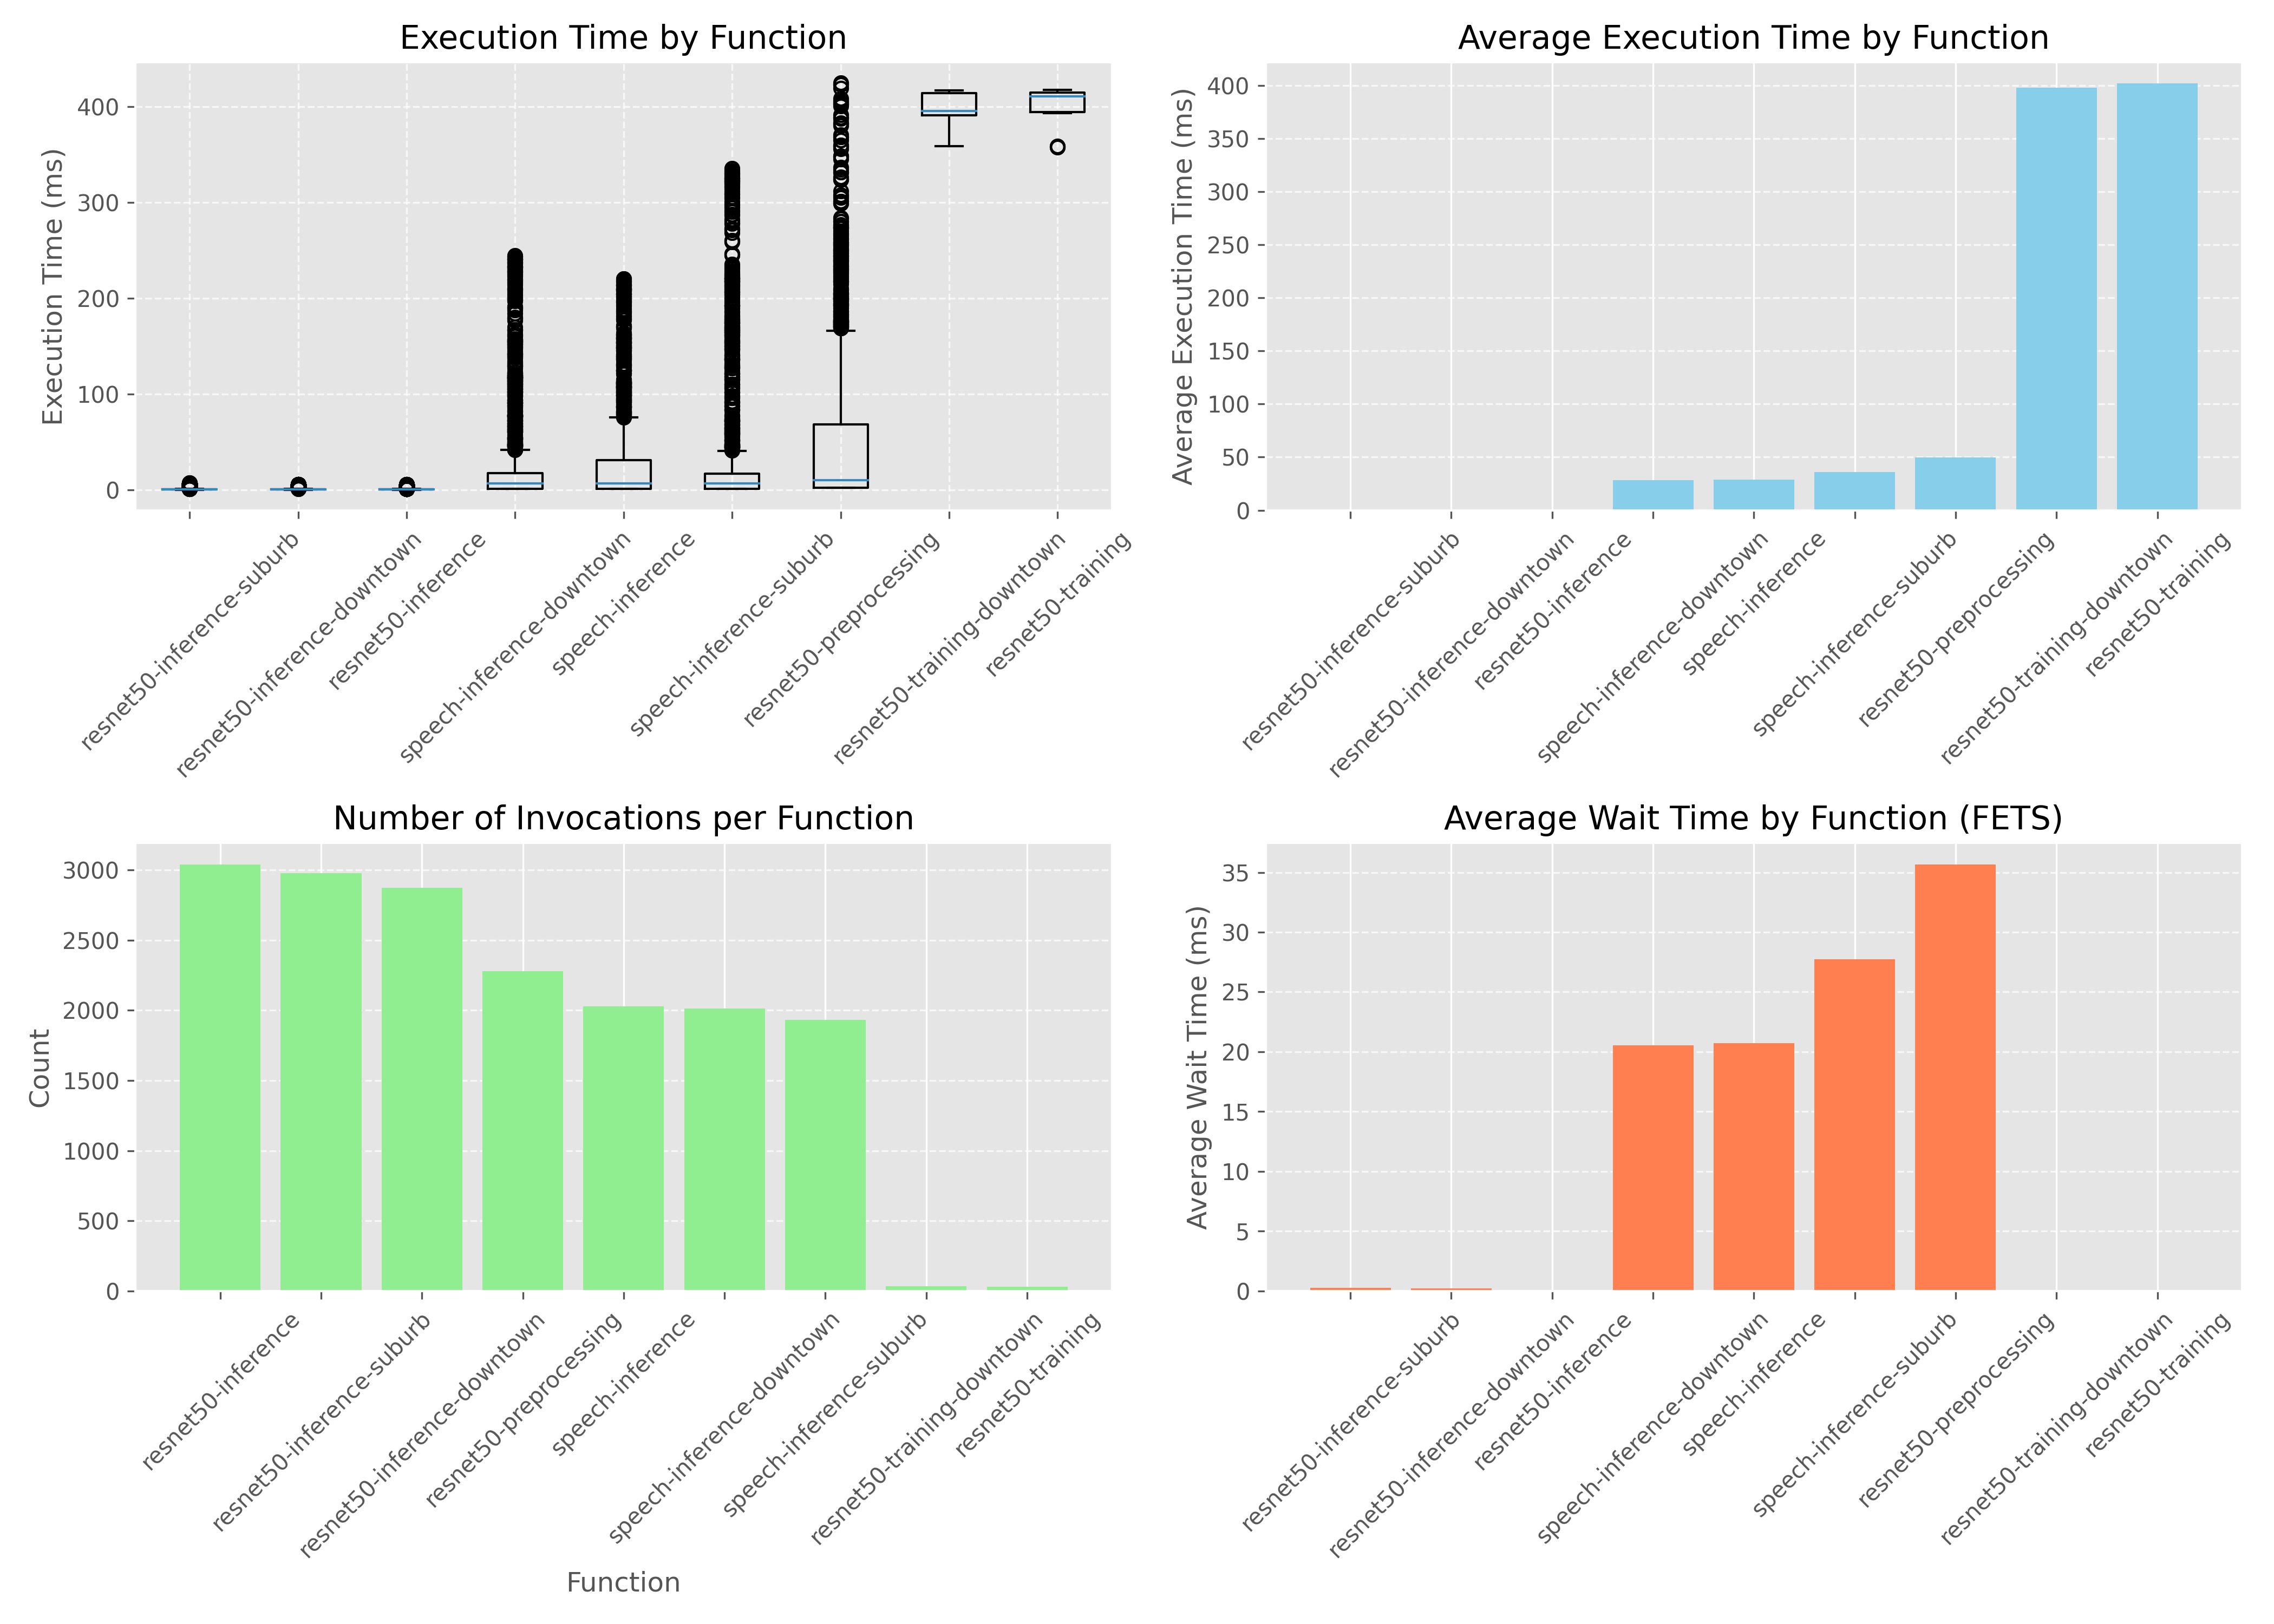 Execution Time by Function
Execution Time (ms)
400
300
200
100
0
resnet50-inference-suburb
resnet50-inference-downtown
resnet50-inference
speech-inference-downtown
speech-inference
speech-inference-suburb
resnet50-preprocessing
resnet50-training-downtown
resnet50-training
Average Execution Time by Function
Average Execution Time (ms)
400
350
300
250
200
150
100
50
0
resnet50-inference-suburb
resnet50-inference-downtown
resnet50-inference
speech-inference-downtown
speech-inference
speech-inference-suburb
resnet50-preprocessing
resnet50-training-downtown
resnet50-training
Number of Invocations per Function
Count
3000
2500
2000
1500
1000
500
0
resnet50-inference
resnet50-inference-suburb
resnet50-inference-downtown
resnet50-preprocessing
speech-inference
speech-inference-downtown
speech-inference-suburb
resnet50-training-downtown
resnet50-training
Function
Average Wait Time by Function (FETS)
Average Wait Time (ms)
35
30
25
20
15
10
5
0
resnet50-inference-suburb
resnet50-inference-downtown
resnet50-inference
speech-inference-downtown
speech-inference
speech-inference-suburb
resnet50-preprocessing
resnet50-training-downtown
resnet50-training